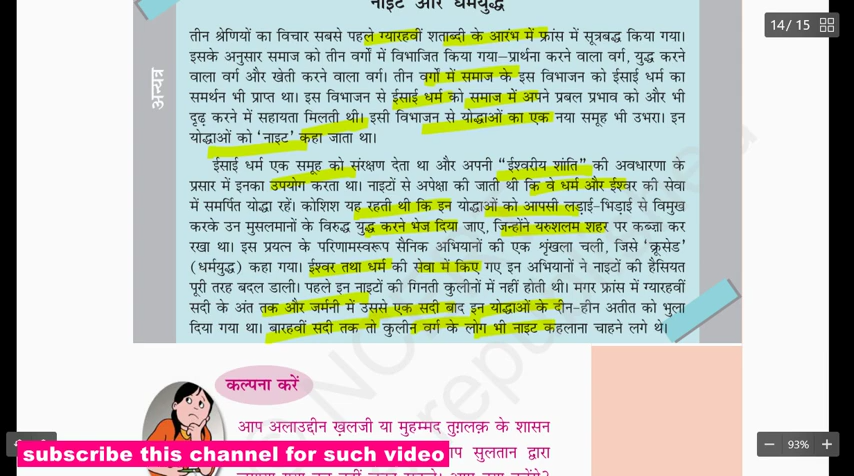 नाइट और धर्मयुद्ध
14 / 15
अन्यत्र
तीन श्रेणियों का विचार सबसे पहले ग्यारहवीं शताब्दी के आरंभ में फ्रांस में सूत्रबद्ध किया गया।
इसके अनुसार समाज को तीन वर्गों में विभाजित किया गया–प्रार्थना करने वाला वर्ग, युद्ध करने
वाला वर्ग और खेती करने वाला वर्ग। तीन वर्गों में समाज के इस विभाजन को ईसाई धर्म का
समर्थन भी प्राप्त था। इस विभाजन से ईसाई धर्म को समाज में अपने प्रबल प्रभाव को और भी
दृढ़ करने में सहायता मिलती थी। इसी विभाजन से योद्धाओं का एक नया समूह भी उभरा। इन
योद्धाओं को ‘नाइट’ कहा जाता था।
ईसाई धर्म एक समूह को संरक्षण देता था और अपनी “ईश्वरीय शांति” की अवधारणा के
प्रसार में इनका उपयोग करता था। नाइटों से अपेक्षा की जाती थी कि वे धर्म और ईश्वर की सेवा
में समर्पित योद्धा रहें। कोशिश यह रहती थी कि इन योद्धाओं को आपसी लड़ाई-भिड़ाई से विमुख
करके उन मुसलमानों के विरुद्ध युद्ध करने भेज दिया जाए, जिन्होंने यरुशलम शहर पर कब्ज़ा कर
रखा था। इस प्रयत्न के परिणामस्वरूप सैनिक अभियानों की एक शृंखला चली, जिसे ‘क्रूसेड’
(धर्मयुद्ध) कहा गया। ईश्वर तथा धर्म की सेवा में किए गए इन अभियानों ने नाइटों की हैसियत
पूरी तरह बदल डाली। पहले इन नाइटों की गिनती कुलीनों में नहीं होती थी। मगर फ्रांस में ग्यारहवीं
सदी के अंत तक और जर्मनी में उससे एक सदी बाद इन योद्धाओं के दीन-हीन अतीत को भुला
दिया गया था। बारहवीं सदी तक तो कुलीन वर्ग के लोग भी नाइट कहलाना चाहने लगे थे।
कल्पना करें
आप अलाउद्दीन ख़लजी या मुहम्मद तुग़लक़ के शासन
सुल्तान द्वारा
93%
subscribe this channel for such video